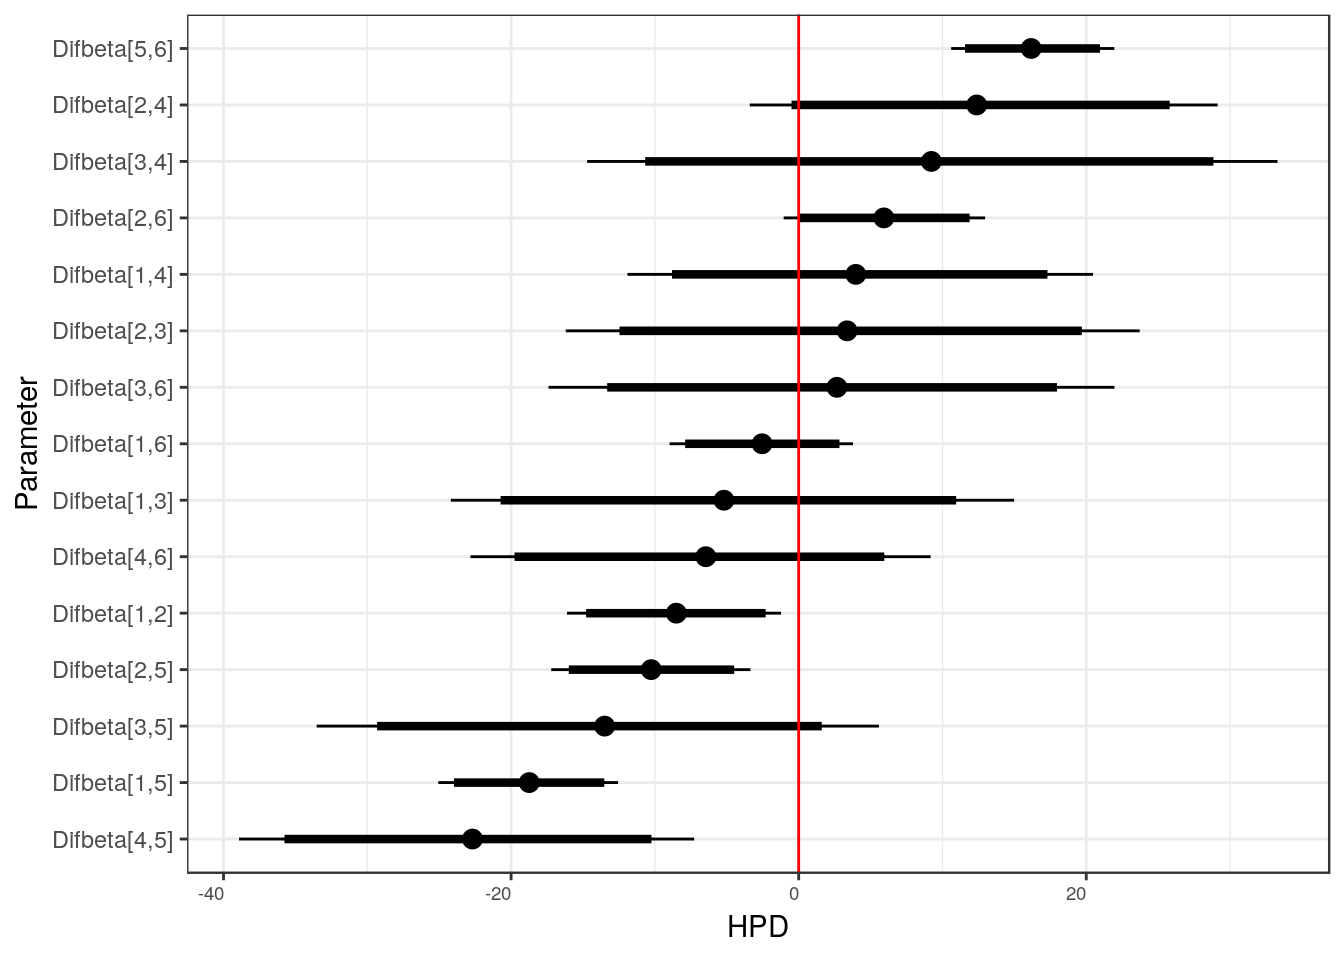 Parameter
Difbeta[5,6]
Difbeta[2,4]
Difbeta[3,4]
Difbeta[2,6]
Difbeta[1,4]
Difbeta[2,3]
Difbeta[3,6]
Difbeta[1,6]
Difbeta[1,3]
Difbeta[4,6]
Difbeta[1,2]
Difbeta[2,5]
Difbeta[3,5]
Difbeta[1,5]
Difbeta[4,5]
-40 -20 0 20
HPD